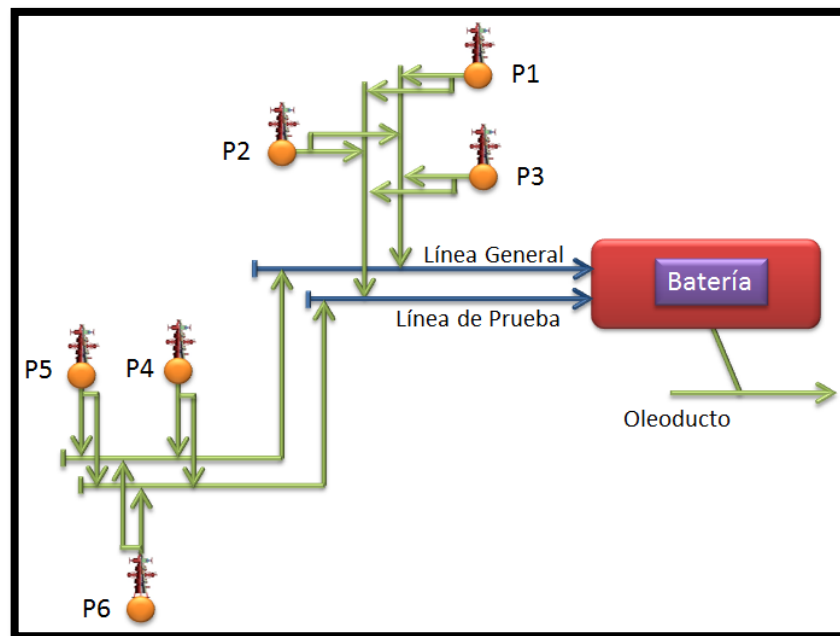 P1
P2
P3
Línea General
Batería
Línea de Prueba
P5
P4
Oleoducto
P6